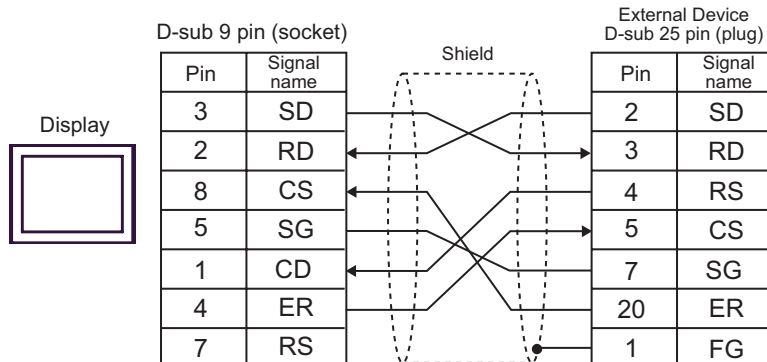 D-sub 9 pin (socket)
External Device
D-sub 25 pin (plug)
Shield
Display
Pin Signal name Pin Signal name
3 SD 2 SD
2 RD 3 RD
8 CS 4 RS
5 SG 5 CS
1 CD 7 SG
4 ER 20 ER
7 RS 1 FG